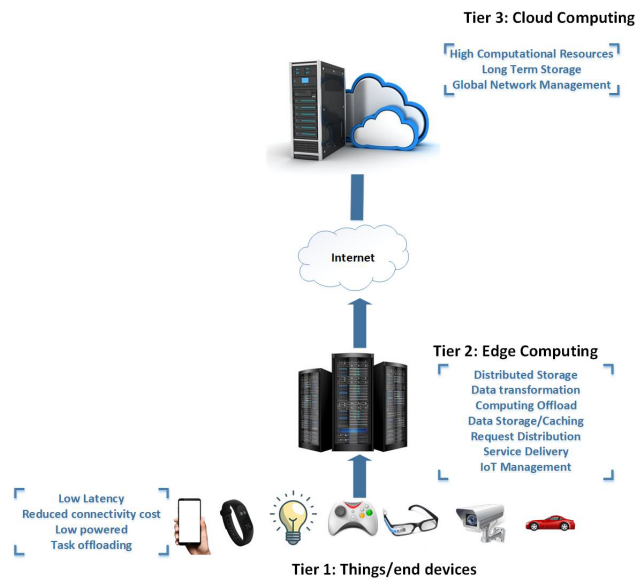 Tier 3: Cloud Computing
High Computational Resources
Long Term Storage
Global Network Management
Internet
Tier 2: Edge Computing
Distributed Storage
Data transformation
Computing Offload
Data Storage/Caching
Request Distribution
Service Delivery
IoT Management
Low Latency
Reduced connectivity cost
Low powered
Task offloading
Tier 1: Things/end devices